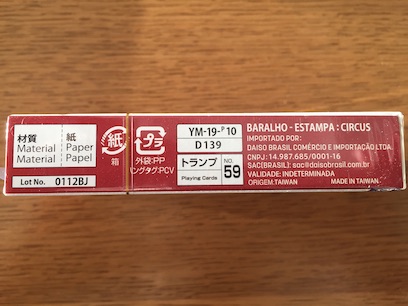 材質
Material
Material
紙
Paper
Papel
Lot No. 0112BJ
紙
箱
プラ
外袋:PP
ングタグ:PCV
YM-19-P10
D139
トランプ
Playing Cards
NO.
59
BARALHO - ESTAMPA : CIRCUS
IMPORTADO POR:
DAISO BRASIL COMÉRCIO E IMPORTAÇÃO LTDA.
CNPJ : 14.987.685/0001-16
SAC(BRASIL): scc@daisobrasil.com.br
VALIDADE: INDETERMINADA
ORIGEM:TAIWAN MADE IN TAIWAN